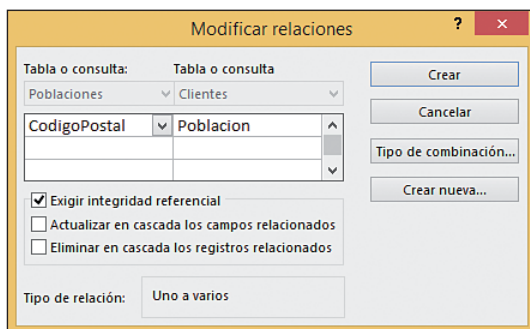 Modificar relaciones
? ×
Tabla o consulta: Tabla o consulta
Poblaciones Clientes
CodigoPostal Poblacion
Exigir integridad referencial
Actualizar en cascada los campos relacionados
Eliminar en cascada los registros relacionados
Tipo de relación: Uno a varios
Crear
Cancelar
Tipo de combinación...
Crear nueva...